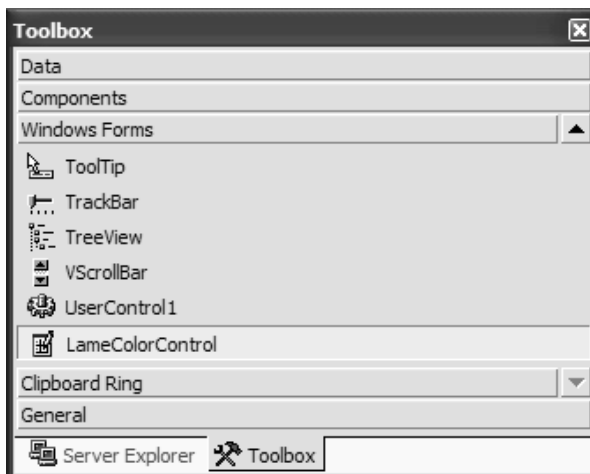 Toolbox
Data
Components
Windows Forms
ToolTip
TrackBar
TreeView
VScrollBar
UserControl1
LameColorControl
Clipboard Ring
General
Server Explorer Toolbox